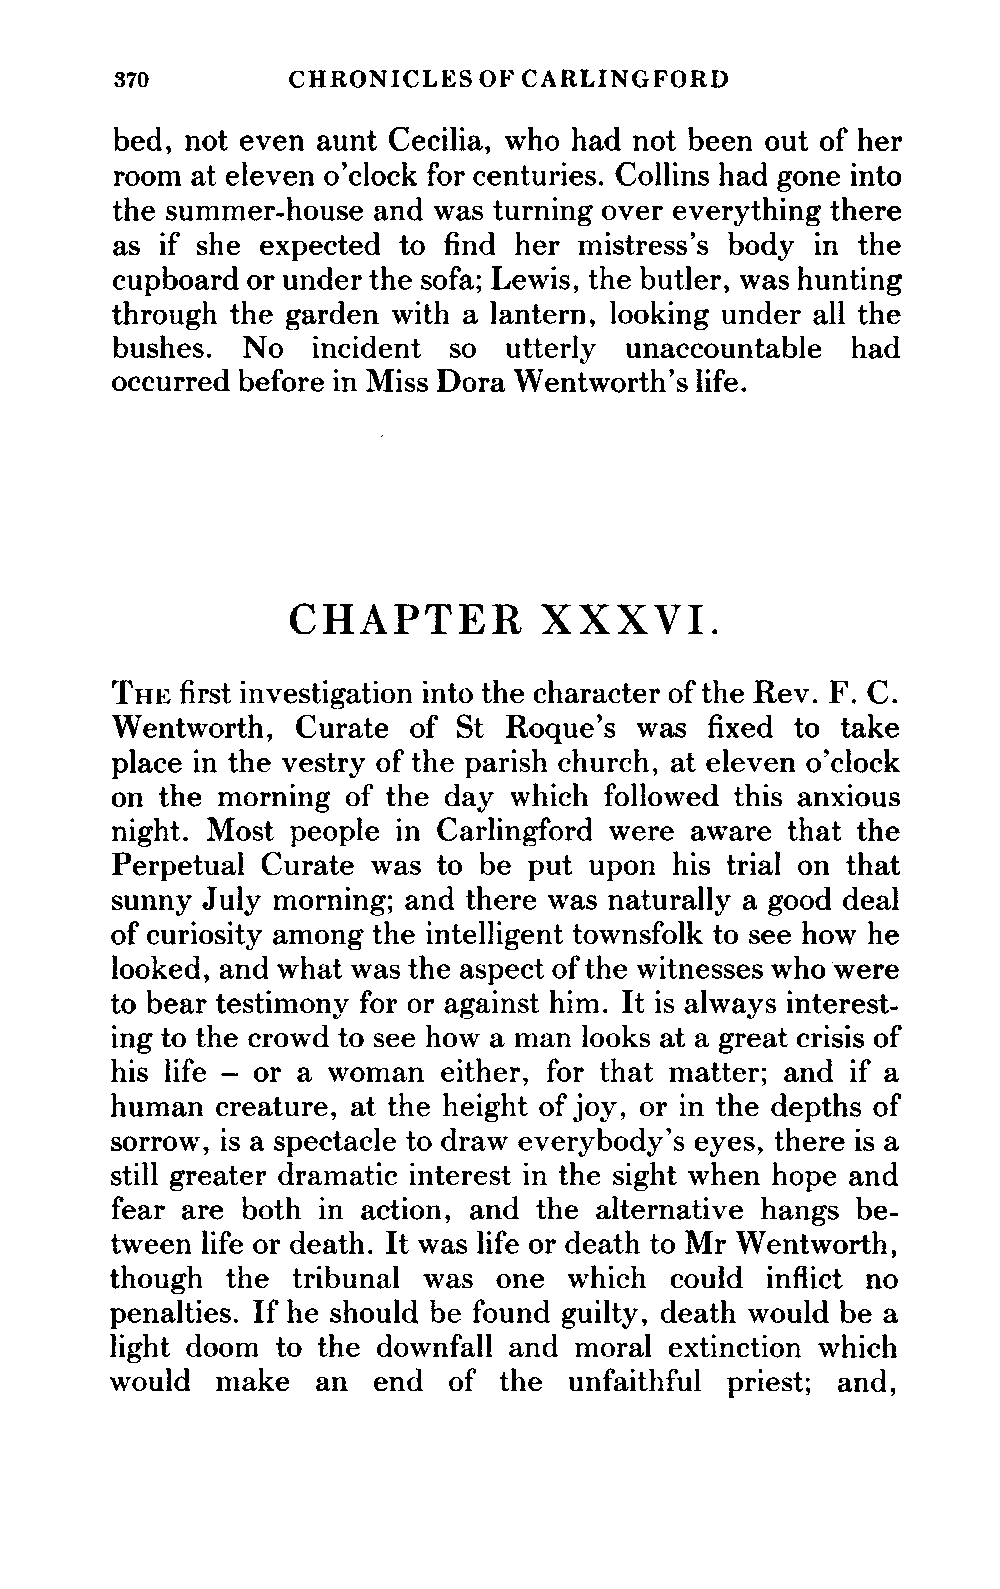 370 CHRONICLES OF CARLINGFORD
bed, not even aunt Cecilia, who had not been out of her
room at eleven o'clock for centuries. Collins had gone into
the summer-house and was turning over everything there
as if she expected to find her mistress's body in the
cupboard or under the sofa; Lewis, the butler, was hunting
through the garden with a lantern, looking under all the
bushes. No incident so utterly unaccountable had
occurred before in Miss Dora Wentworth's life.
CHAPTER XXXVI.
THE first investigation into the character of the Rev. F. C.
Wentworth, Curate of St Roque's was fixed to take
place in the vestry of the parish church, at eleven o'clock
on the morning of the day which followed this anxious
night. Most people in Carlingford were aware that the
Perpetual Curate was to be put upon his trial on that
sunny July morning; and there was naturally a good deal
of curiosity among the intelligent townsfolk to see how he
looked, and what was the aspect of the witnesses who were
to bear testimony for or against him. It is always interest-
ing to the crowd to see how a man looks at a great crisis of
his life – or a woman either, for that matter; and if a
human creature, at the height of joy, or in the depths of
sorrow, is a spectacle to draw everybody's eyes, there is a
still greater dramatic interest in the sight when hope and
fear are both in action, and the alternative hangs be-
tween life or death. It was life or death to Mr Wentworth,
though the tribunal was one which could inflict no
penalties. If he should be found guilty, death would be a
light doom to the downfall and moral extinction which
would make an end of the unfaithful priest; and,